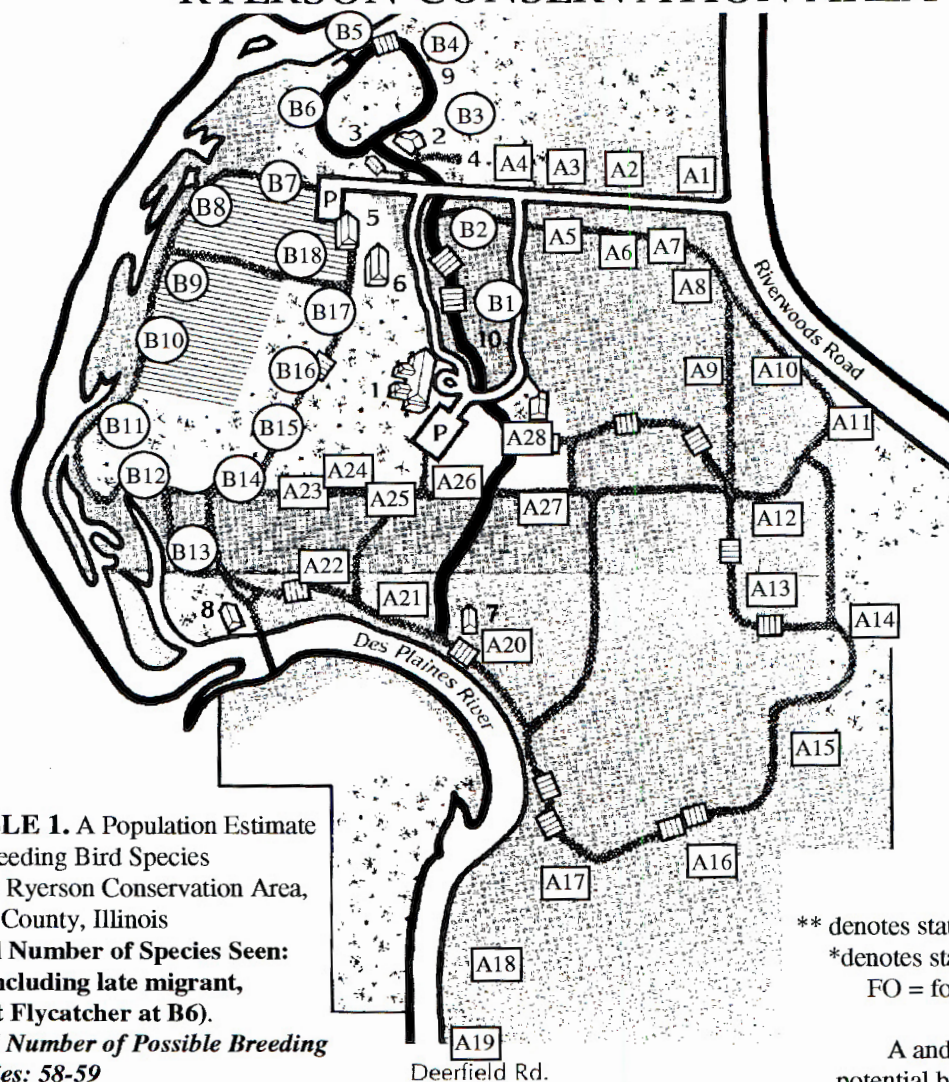 RYERSON CONSERVATION AREA
B5
B4
9
B6
B3
3
2
4
A4
A3
A2
A1
B7
P
B8
5
B2
A5
A6
A7
B18
A8
B9
6
B17
B1
Riverwoods Road
B10
10
B16
A9
A10
1
B11
B15
P
A28
A11
B12
B14
A24
A23
A25
A26
A27
A12
B13
A22
A21
A13
8
7
A20
A14
Des Plaines River
A15
A17
A16
A18
A19
Deerfield Rd.
LE 1. A Population Estimate
eeding Bird Species
Ryerson Conservation Area,
County, Illinois
Number of Species Seen:
ncluding late migrant,
Flycatcher at B6).
Number of Possible Breeding
ies: 58-59
** denotes stat
*denotes sta
FO = fo
A and
potential b